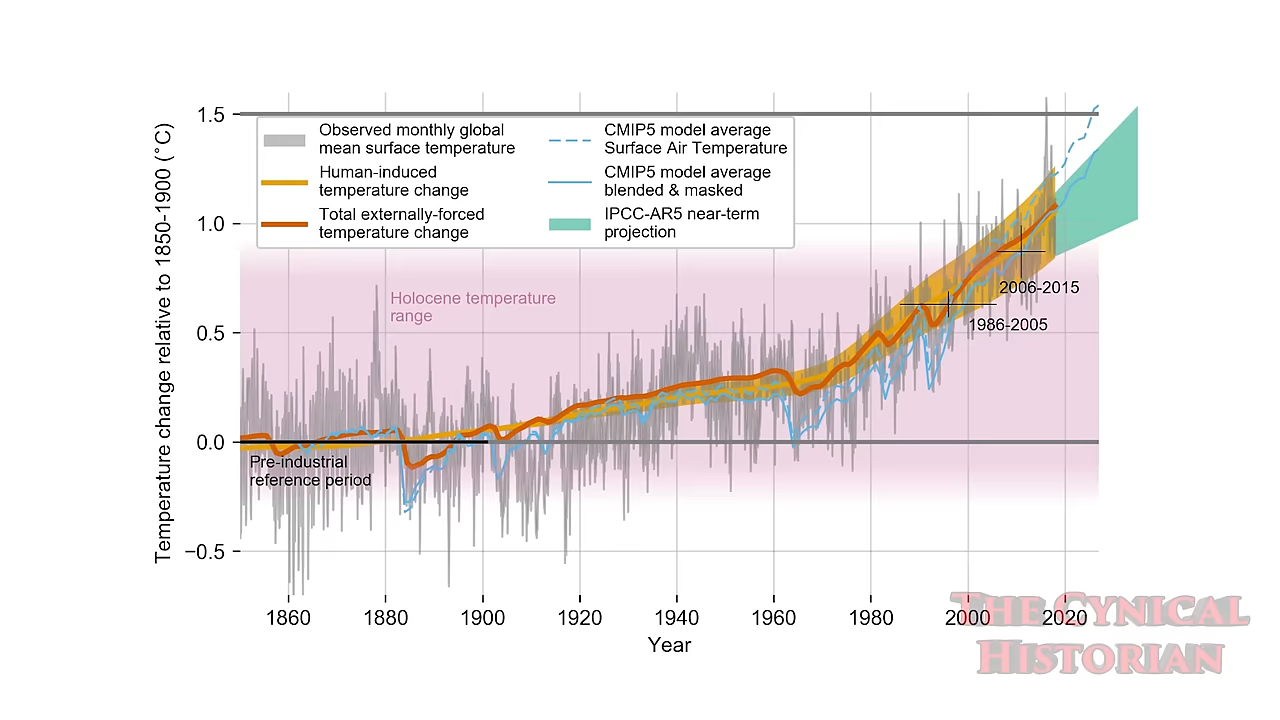 Temperature change relative to 1850-1900 (°C)
1.5
1.0
0.5
0.0
−0.5
Observed monthly global
mean surface temperature
Human-induced
temperature change
Total externally-forced
temperature change
CMIP5 model average
Surface Air Temperature
CMIP5 model average
blended & masked
IPCC-AR5 near-term
projection
Holocene temperature
range
2006-2015
1986-2005
Pre-industrial
reference period
1860 1880 1900 1920 1940 1960 1980 2000 2020
Year
The Cynical
Historian